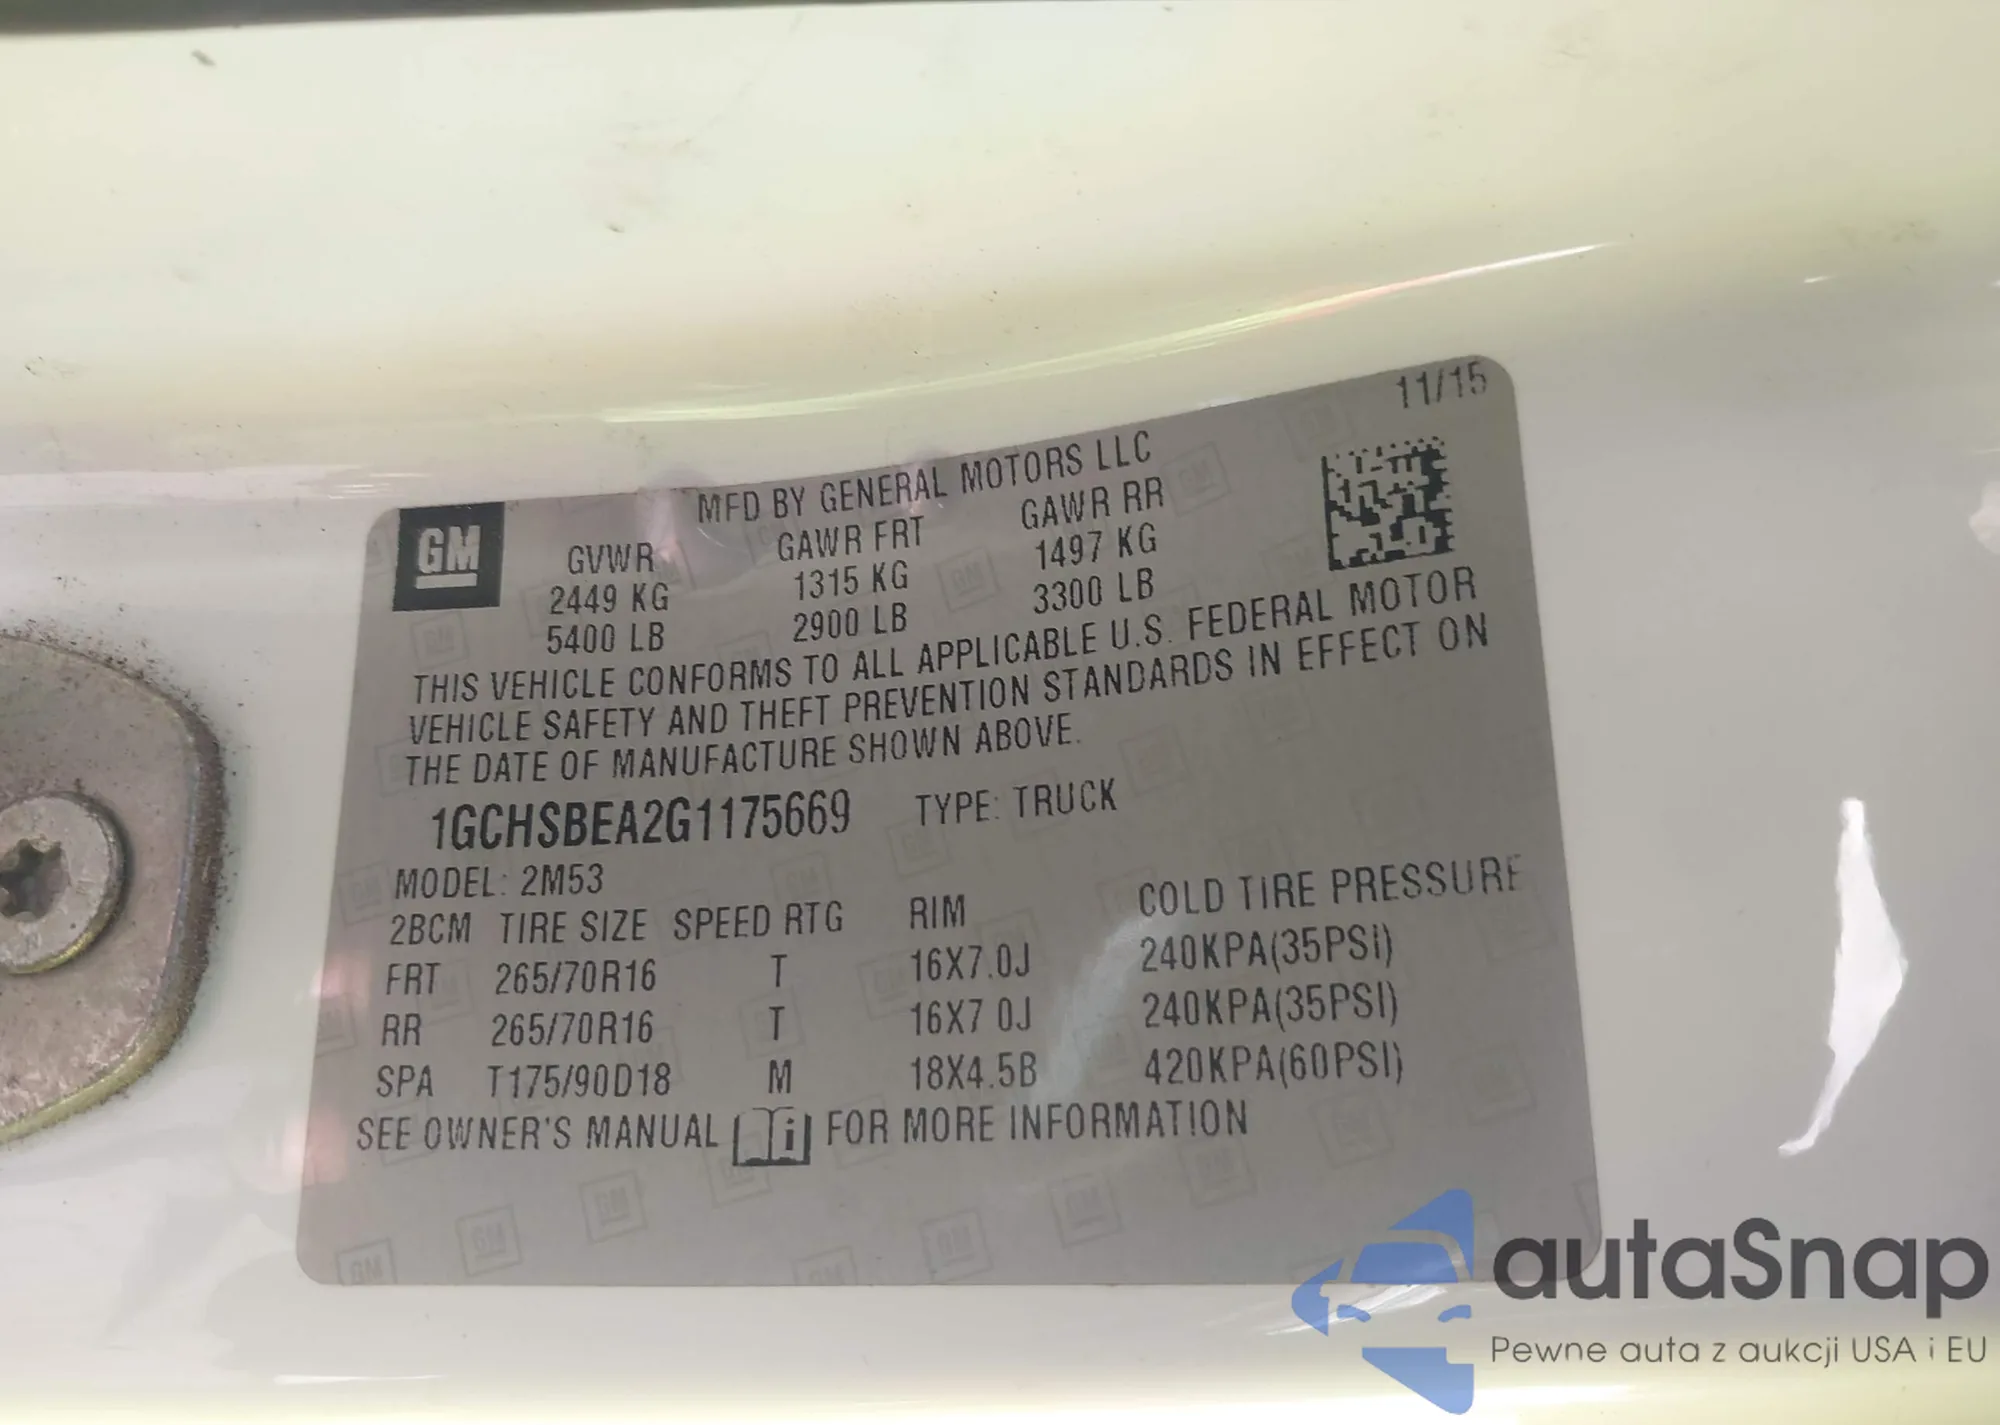 11/15
MFD BY GENERAL MOTORS LLC
GM
GVWR GAWR FRT GAWR RR
2449 KG 1315 KG 1497 KG
5400 LB 2900 LB 3300 LB
THIS VEHICLE CONFORMS TO ALL APPLICABLE U.S. FEDERAL MOTOR
VEHICLE SAFETY AND THEFT PREVENTION STANDARDS IN EFFECT ON
THE DATE OF MANUFACTURE SHOWN ABOVE.
1GCHSBEA2G1175669 TYPE: TRUCK
MODEL: 2M53
2BCM TIRE SIZE SPEED RTG RIM COLD TIRE PRESSURE
FRT 265/70R16 T 16X7.0J 240KPA(35PSI)
RR 265/70R16 T 16X7 0J 240KPA(35PSI)
SPA T175/90D18 M 18X4.5B 420KPA(60PSI)
SEE OWNER'S MANUAL i FOR MORE INFORMATION
autaSnap
Pewne auta z aukcji USA i EU